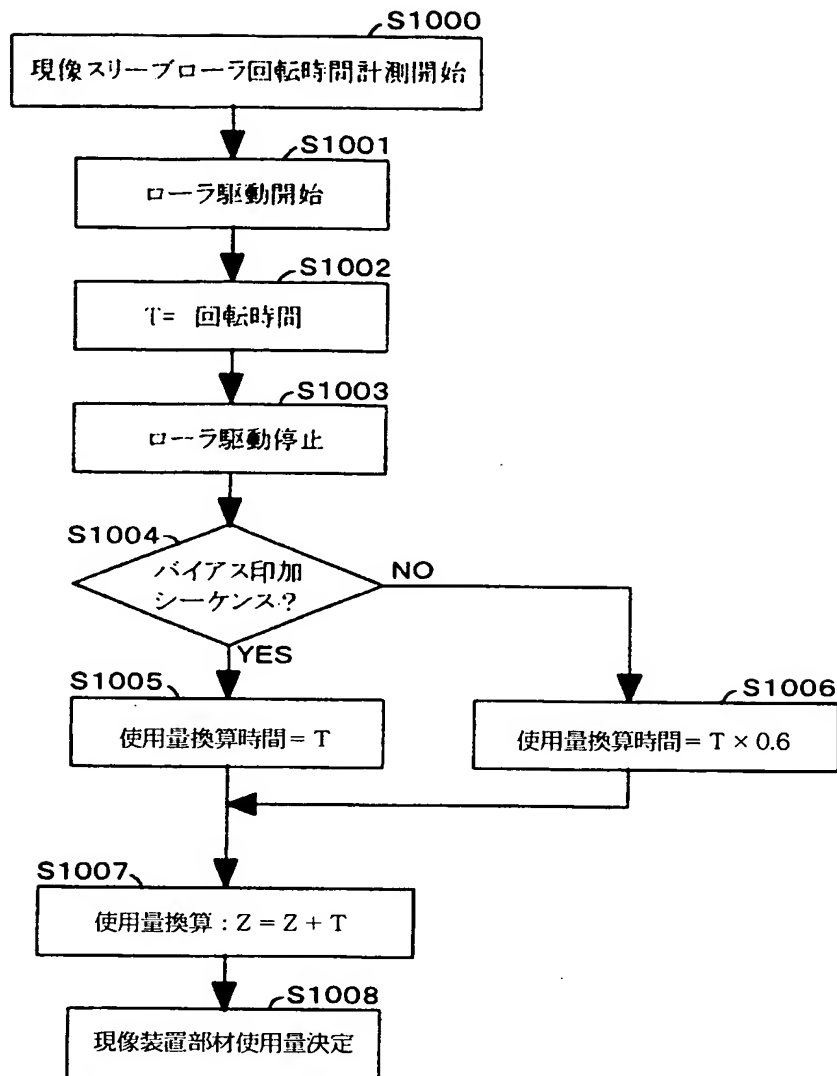 S1000
現像スリーブローラ回転時間計測開始
S1001
ローラ駆動開始
S1002
T= 回転時間
S1003
ローラ駆動停止
S1004
バイアス印加
シーケンス?
NO
YES
S1005
使用量換算時間 = T
S1006
使用量換算時間 = T × 0.6
S1007
使用量換算 : Z = Z + T
S1008
現像装置部材使用量決定